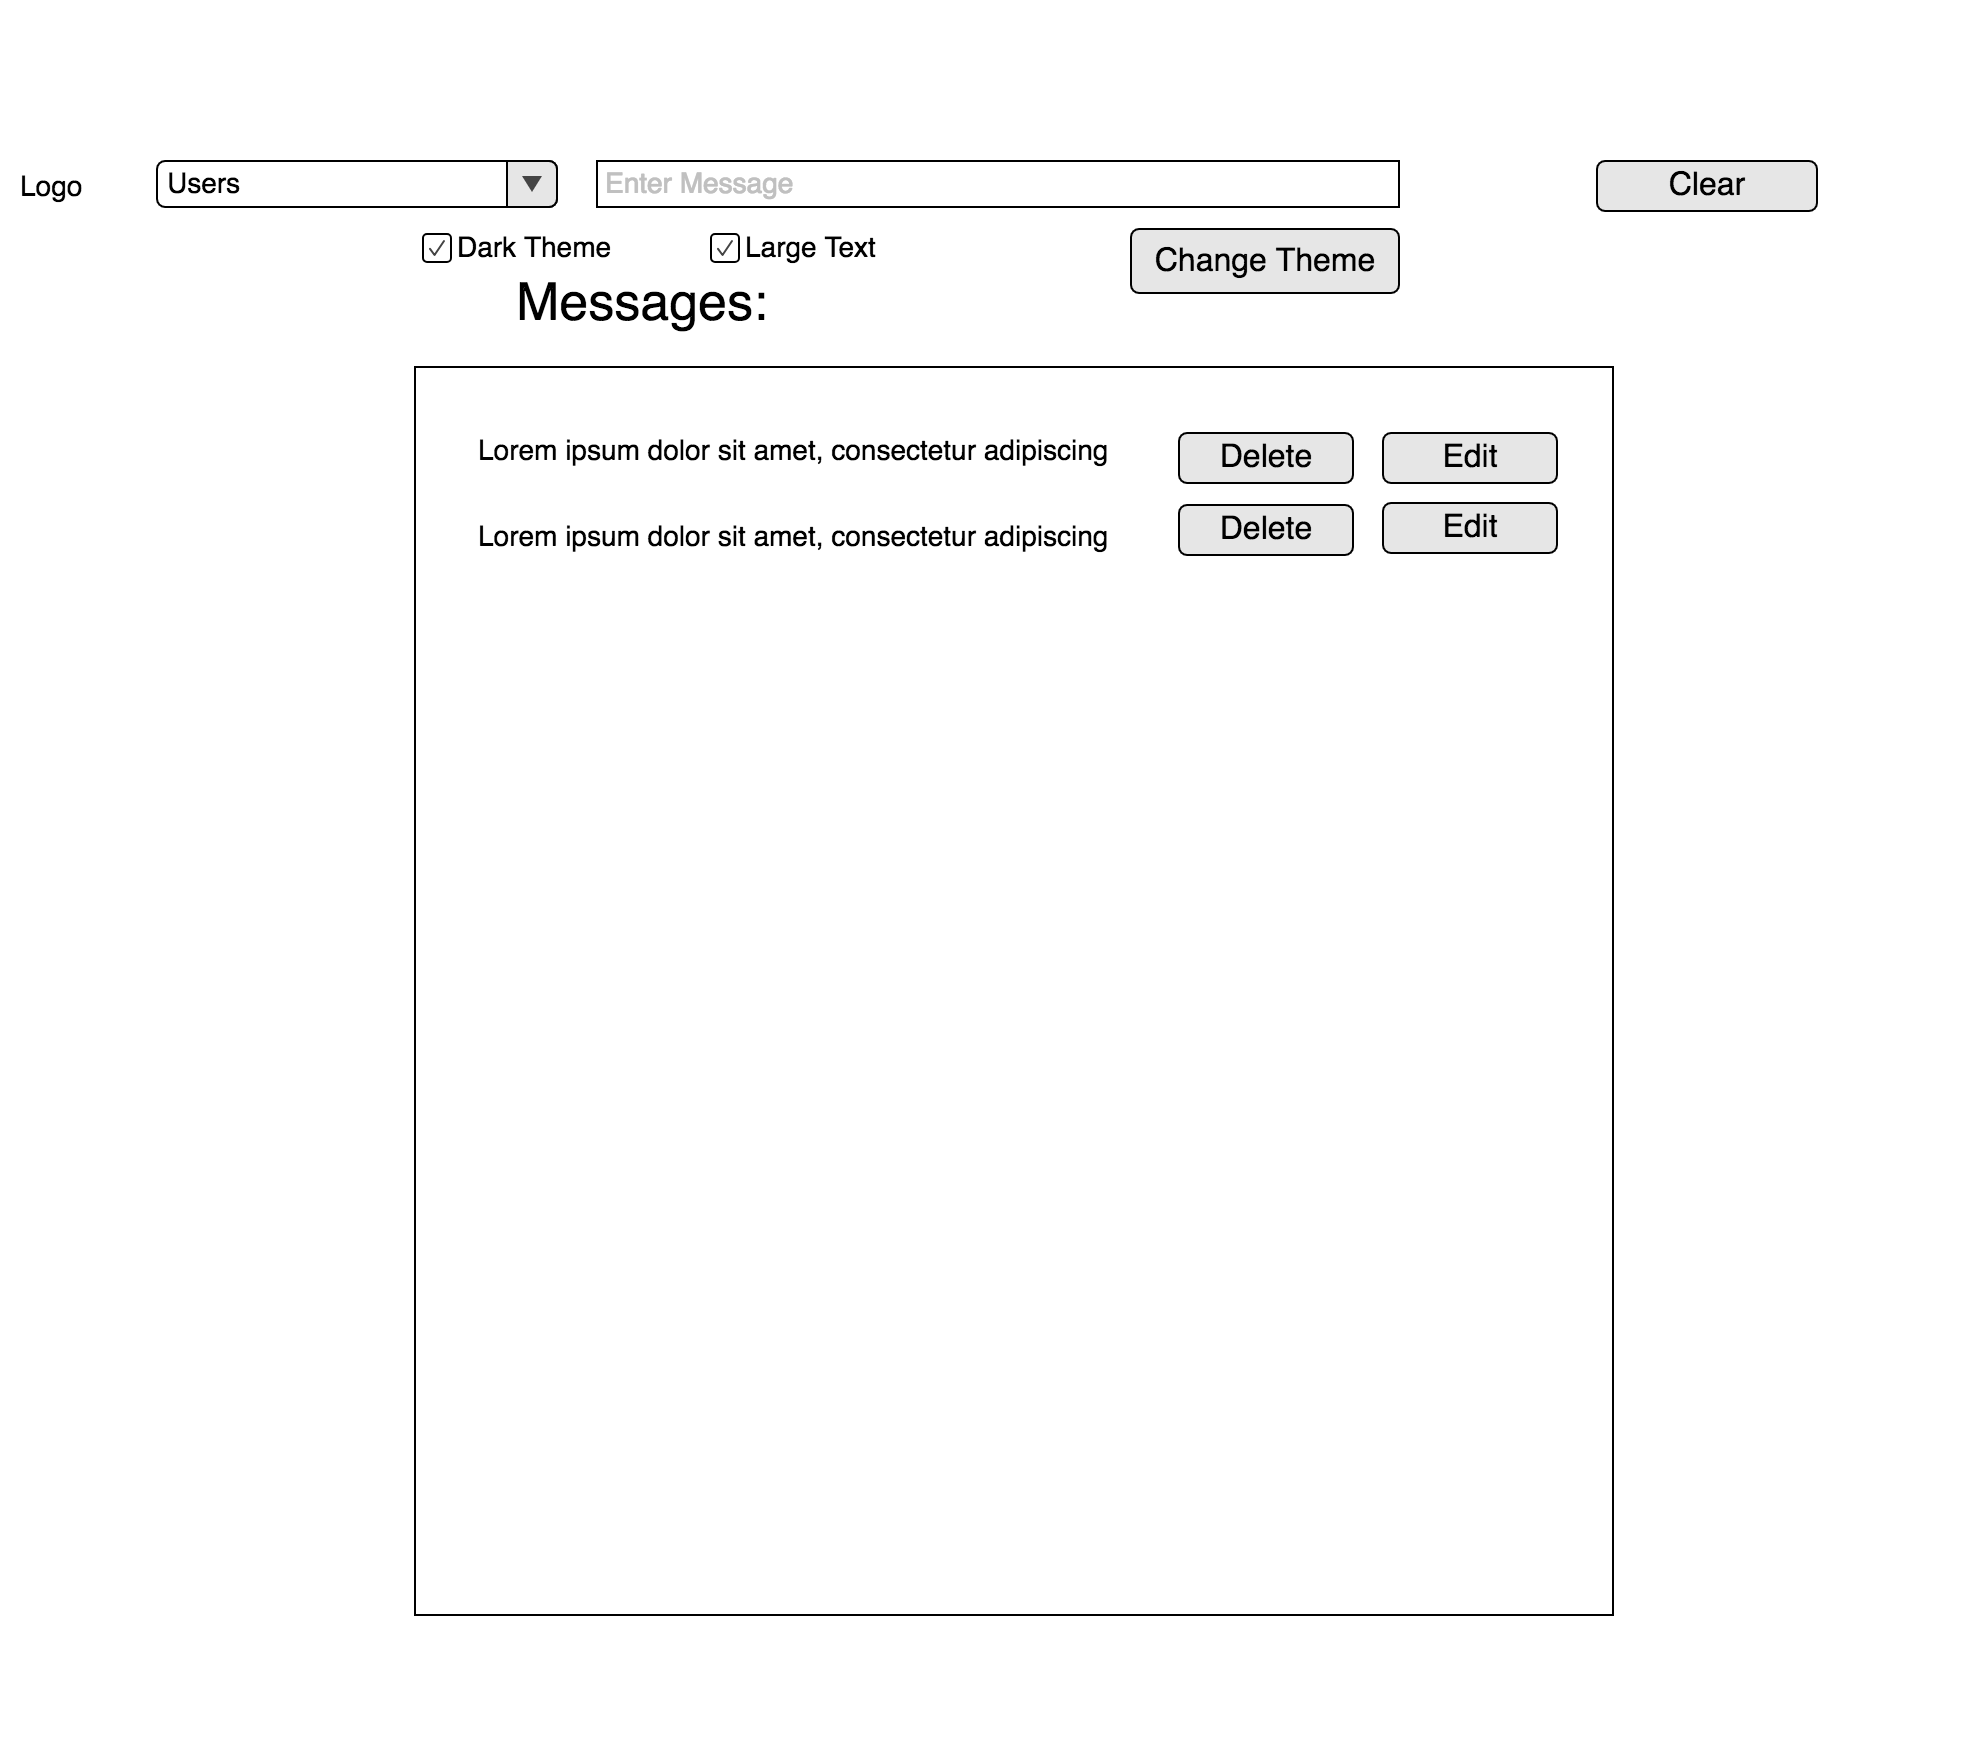 Logo
Users
Enter Message
Clear
Dark Theme
Large Text
Change Theme
Messages:
Lorem ipsum dolor sit amet, consectetur adipiscing
Delete
Edit
Lorem ipsum dolor sit amet, consectetur adipiscing
Delete
Edit